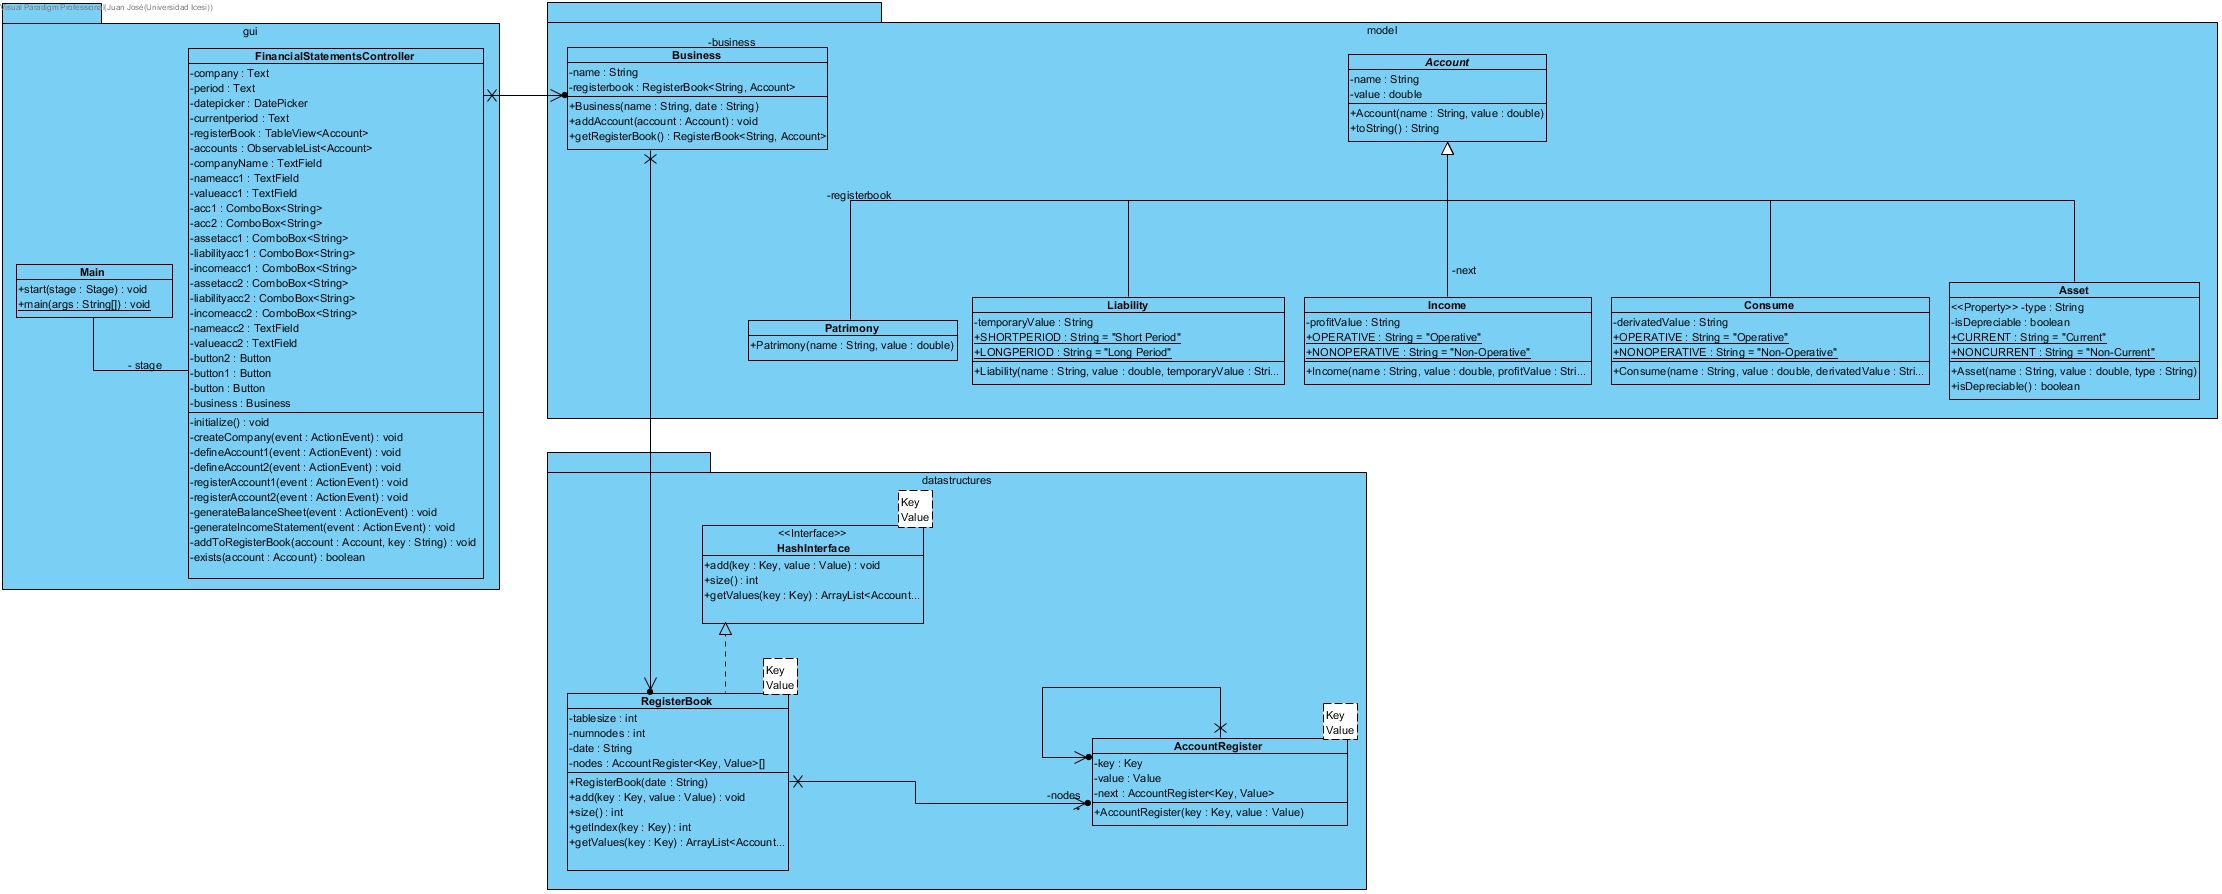 Visual Paradigm Professional(Juan José(Universidad Icesi))
gui
FinancialStatementsController
-company : Text
-period : Text
-datepicker : DatePicker
-currentperiod : Text
-registerBook : TableView<Account>
-accounts : ObservableList<Account>
-companyName : TextField
-nameacc1 : TextField
-valueacc1 : TextField
-acc1 : ComboBox<String>
-acc2 : ComboBox<String>
-assetacc1 : ComboBox<String>
-liabilityacc1 : ComboBox<String>
-incomeacc1 : ComboBox<String>
-assetacc2 : ComboBox<String>
-liabilityacc2 : ComboBox<String>
-incomeacc2 : ComboBox<String>
-nameacc2 : TextField
-valueacc2 : TextField
-button2 : Button
-button1 : Button
-button : Button
-business : Business
-initialize() : void
-createCompany(event : ActionEvent) : void
-defineAccount1(event : ActionEvent) : void
-defineAccount2(event : ActionEvent) : void
-registerAccount1(event : ActionEvent) : void
-registerAccount2(event : ActionEvent) : void
-generateBalanceSheet(event : ActionEvent) : void
-generateIncomeStatement(event : ActionEvent) : void
-addToRegisterBook(account : Account, key : String) : void
-exists(account : Account) : boolean
Main
+start(stage : Stage) : void
+main(args : String[]) : void
- stage
model
-business
Business
-name : String
-registerbook : RegisterBook<String, Account>
+Business(name : String, date : String)
+addAccount(account : Account) : void
+getRegisterBook() : RegisterBook<String, Account>
Account
-name : String
-value : double
+Account(name : String, value : double)
+toString() : String
-registerbook
-next
Patrimony
+Patrimony(name : String, value : double)
Liability
-temporaryValue : String
+SHORTPERIOD : String = "Short Period"
+LONGPERIOD : String = "Long Period"
+Liability(name : String, value : double, temporaryValue : Stri...
Income
-profitValue : String
+OPERATIVE : String = "Operative"
+NONOPERATIVE : String = "Non-Operative"
+Income(name : String, value : double, profitValue : Stri...
Consume
-derivatedValue : String
+OPERATIVE : String = "Operative"
+NONOPERATIVE : String = "Non-Operative"
+Consume(name : String, value : double, derivatedValue : Stri...
Asset
<<Property>> -type : String
-isDepreciable : boolean
+CURRENT : String = "Current"
+NONCURRENT : String = "Non-Current"
+Asset(name : String, value : double, type : String)
+isDepreciable() : boolean
datastructures
Key
Value
<<Interface>>
HashInterface
+add(key : Key, value : Value) : void
+size() : int
+getValues(key : Key) : ArrayList<Account...
Key
Value
RegisterBook
-tablesize : int
-numnodes : int
-date : String
-nodes : AccountRegister<Key, Value>[]
+RegisterBook(date : String)
+add(key : Key, value : Value) : void
+size() : int
+getIndex(key : Key) : int
+getValues(key : Key) : ArrayList<Account...
-nodes
Key
Value
AccountRegister
-key : Key
-value : Value
-next : AccountRegister<Key, Value>
+AccountRegister(key : Key, value : Value)